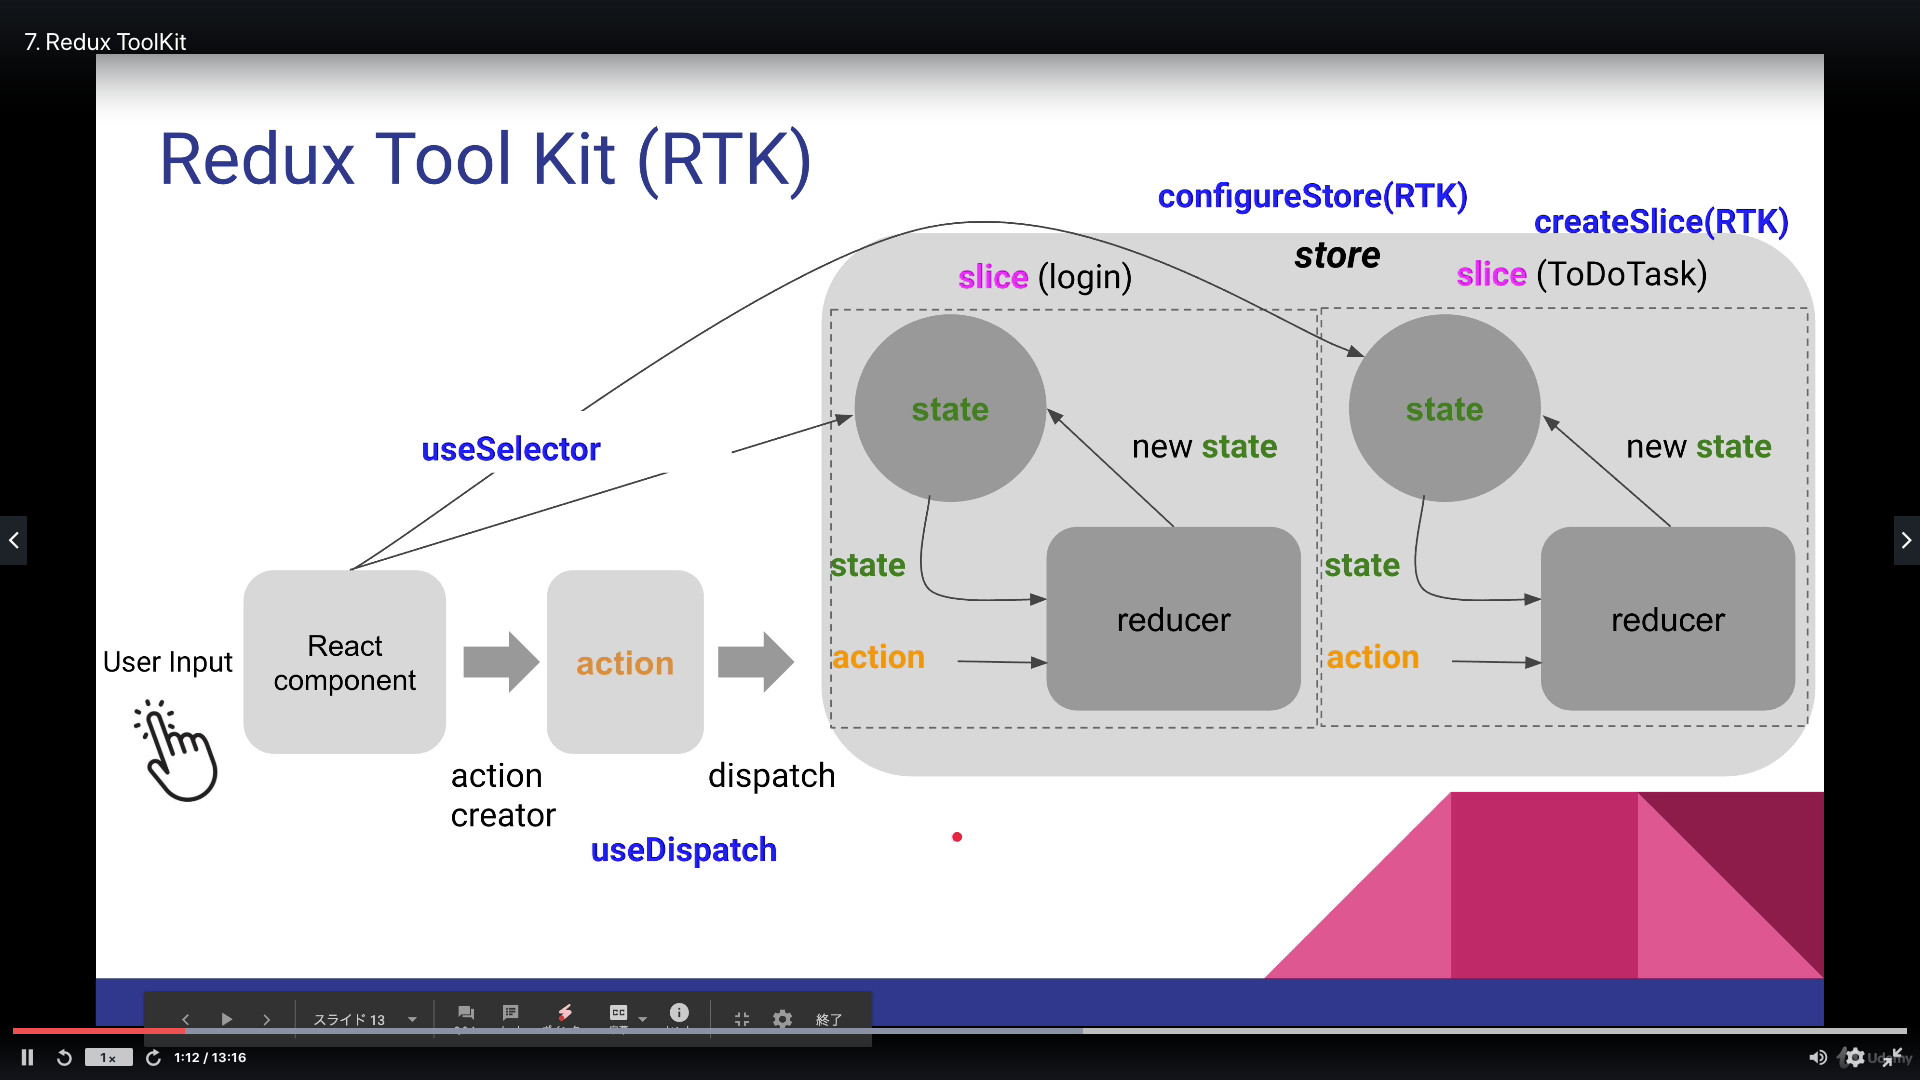 7. Redux ToolKit
Redux Tool Kit (RTK)
configureStore(RTK)
createSlice(RTK)
store
slice (login)
slice (ToDoTask)
state
state
useSelector
new state
new state
state
state
reducer
reducer
User Input
React
component
action
action
action
action
creator
dispatch
useDispatch
スライド 13
終了
1x
1:12 / 13:16
Udemy